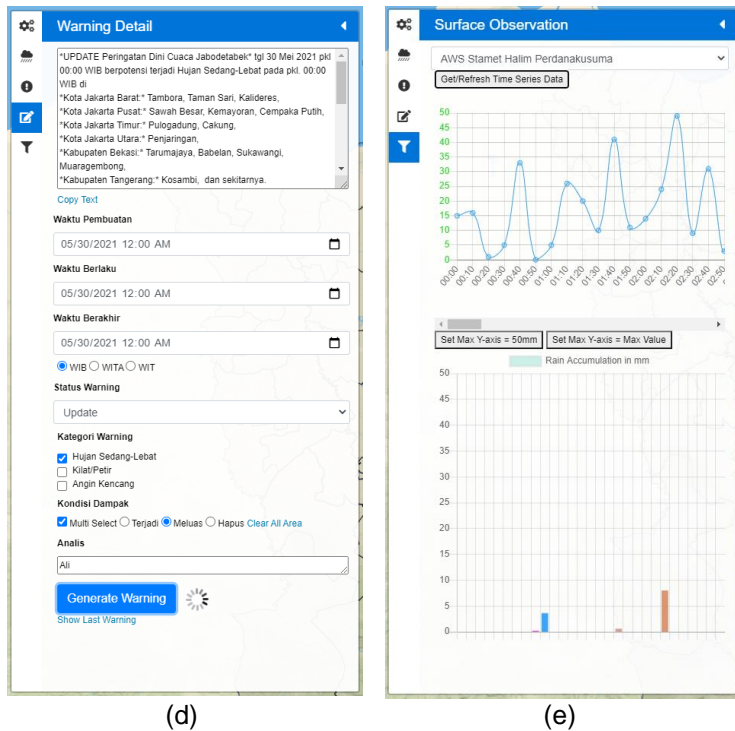 Warning Detail
*UPDATE Peringatan Dini Cuaca Jabodetabek* tgl 30 Mei 2021 pkl
00:00 WIB berpotensi terjadi Hujan Sedang-Lebat pada pkl. 00:00
WIB di
*Kota Jakarta Barat:* Tambora, Taman Sari, Kalideres,
*Kota Jakarta Pusat:* Sawah Besar, Kemayoran, Cempaka Putih,
*Kota Jakarta Timur:* Pulogadung, Cakung,
*Kota Jakarta Utara:* Penjaringan,
*Kabupaten Bekasi:* Tarumajaya, Babelan, Sukawangi,
Muaragembong,
*Kabupaten Tangerang:* Kosambi, dan sekitarnya.
Copy Text
Waktu Pembuatan
05/30/2021 12:00 AM
Waktu Berlaku
05/30/2021 12:00 AM
Waktu Berakhir
05/30/2021 12:00 AM
WIB WITA WIT
Status Warning
Update
Kategori Warning
Hujan Sedang-Lebat
Kilat/Petir
Angin Kencang
Kondisi Dampak
Multi Select Terjadi Meluas Hapus Clear All Area
Analis
Ali
Generate Warning
Show Last Warning
(d)
Surface Observation
AWS Stamet Halim Perdanakusuma
Get/Refresh Time Series Data
50
45
40
35
30
25
20
15
10
5
0
00:00 00:10 00:20 00:30 00:40 00:50 01:00 01:10 01:20 01:30 01:40 01:50 02:00 02:10 02:20 02:30 02:40 02:50
Set Max Y-axis = 50mm Set Max Y-axis = Max Value
Rain Accumulation in mm
50
45
40
35
30
25
20
15
10
5
0
(e)